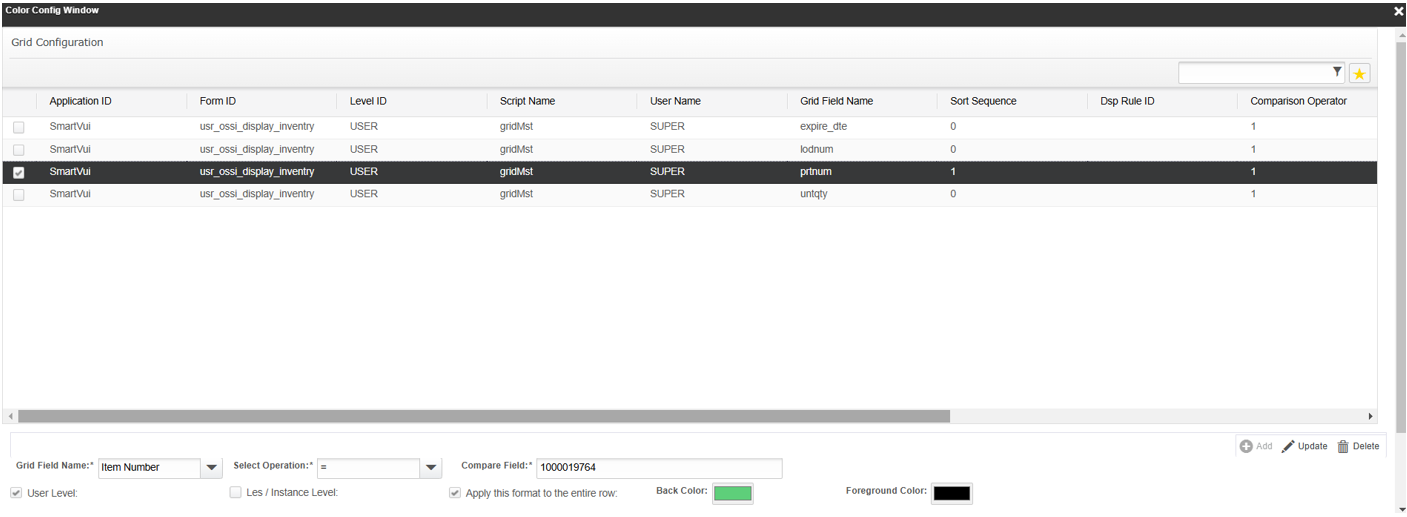 Color Config Window
Grid Configuration
Application ID Form ID Level ID Script Name User Name Grid Field Name Sort Sequence Dsp Rule ID Comparison Operator
SmartVui usr_ossi_display_inventry USER gridMst SUPER expire_dte 0 1
SmartVui usr_ossi_display_inventry USER gridMst SUPER lodnum 0 1
SmartVui usr_ossi_display_inventry USER gridMst SUPER prtnum 1 1
SmartVui usr_ossi_display_inventry USER gridMst SUPER untqty 0 1
Add Update Delete
Grid Field Name:* Item Number Select Operation:* = Compare Field:* 1000019764
User Level: Les / Instance Level: Apply this format to the entire row: Back Color: Foreground Color: